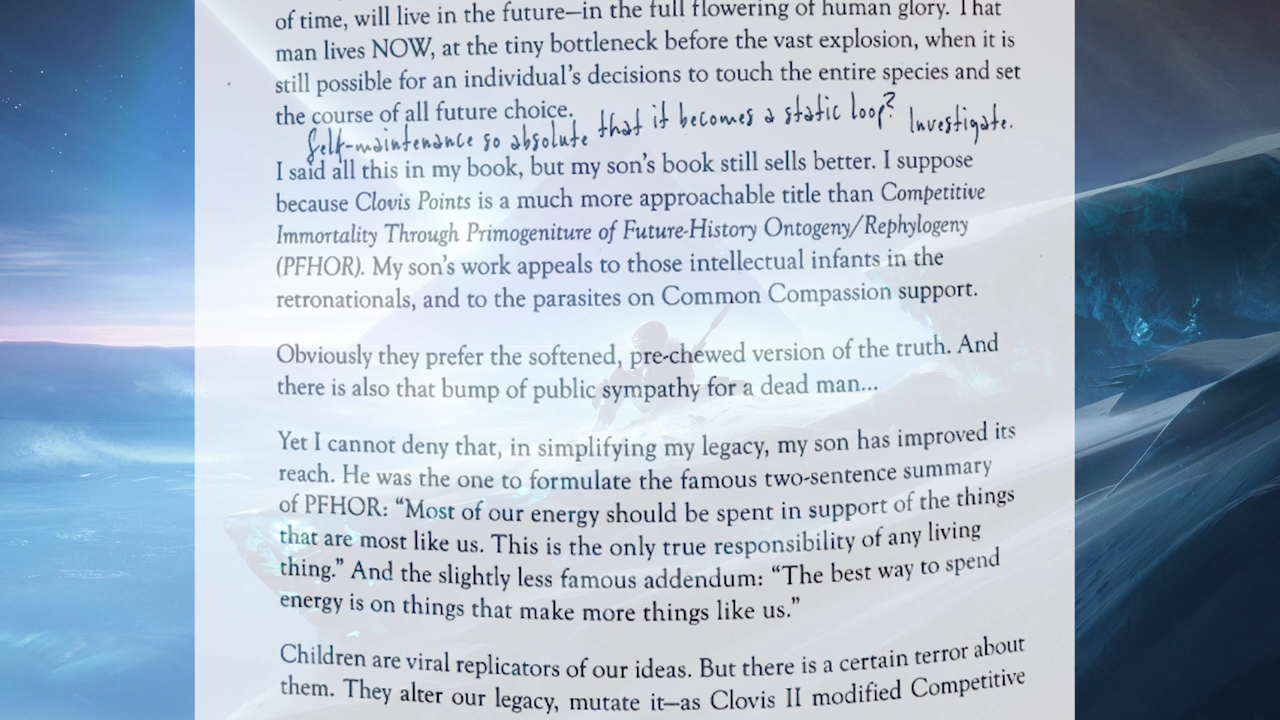 of time, will live in the future—in the full flowering of human glory. That
man lives NOW, at the tiny bottleneck before the vast explosion, when it is
still possible for an individual's decisions to touch the entire species and set
the course of all future choice.
Self-maintenance so absolute that it becomes a static loop? Investigate.
I said all this in my book, but my son's book still sells better. I suppose
because Clovis Points is a much more approachable title than Competitive
Immortality Through Primogeniture of Future-History Ontogeny/Rephylogeny
(PFHOR). My son's work appeals to those intellectual infants in the
retronationals, and to the parasites on Common Compassion support.
Obviously they prefer the softened, pre-chewed version of the truth. And
there is also that bump of public sympathy for a dead man...
Yet I cannot deny that, in simplifying my legacy, my son has improved its
reach. He was the one to formulate the famous two-sentence summary
of PFHOR: “Most of our energy should be spent in support of the things
that are most like us. This is the only true responsibility of any living
thing.” And the slightly less famous addendum: “The best way to spend
energy is on things that make more things like us.”
Children are viral replicators of our ideas. But there is a certain terror about
them. They alter our legacy, mutate it—as Clovis II modified Competitive